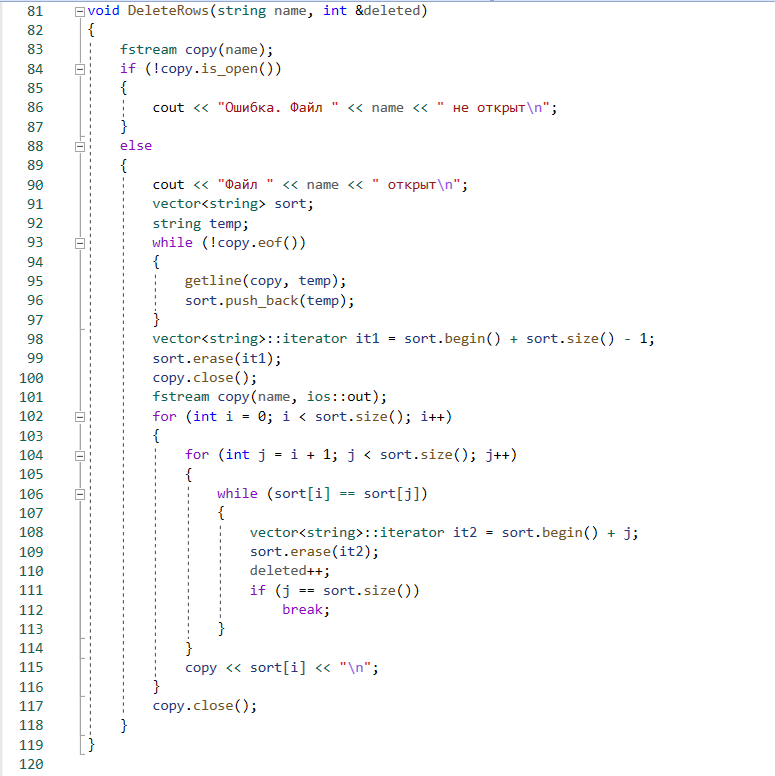 81 void DeleteRows(string name, int &deleted)
82 {
83     fstream copy(name);
84     if (!copy.is_open())
85     {
86         cout << "Ошибка. Файл " << name << " не открыт\n";
87     }
88     else
89     {
90         cout << "Файл " << name << " открыт\n";
91         vector<string> sort;
92         string temp;
93         while (!copy.eof())
94         {
95             getline(copy, temp);
96             sort.push_back(temp);
97         }
98         vector<string>::iterator it1 = sort.begin() + sort.size() - 1;
99         sort.erase(it1);
100         copy.close();
101         fstream copy(name, ios::out);
102         for (int i = 0; i < sort.size(); i++)
103         {
104             for (int j = i + 1; j < sort.size(); j++)
105             {
106                 while (sort[i] == sort[j])
107                 {
108                     vector<string>::iterator it2 = sort.begin() + j;
109                     sort.erase(it2);
110                     deleted++;
111                     if (j == sort.size())
112                         break;
113                 }
114             }
115             copy << sort[i] << "\n";
116         }
117         copy.close();
118     }
119 }
120